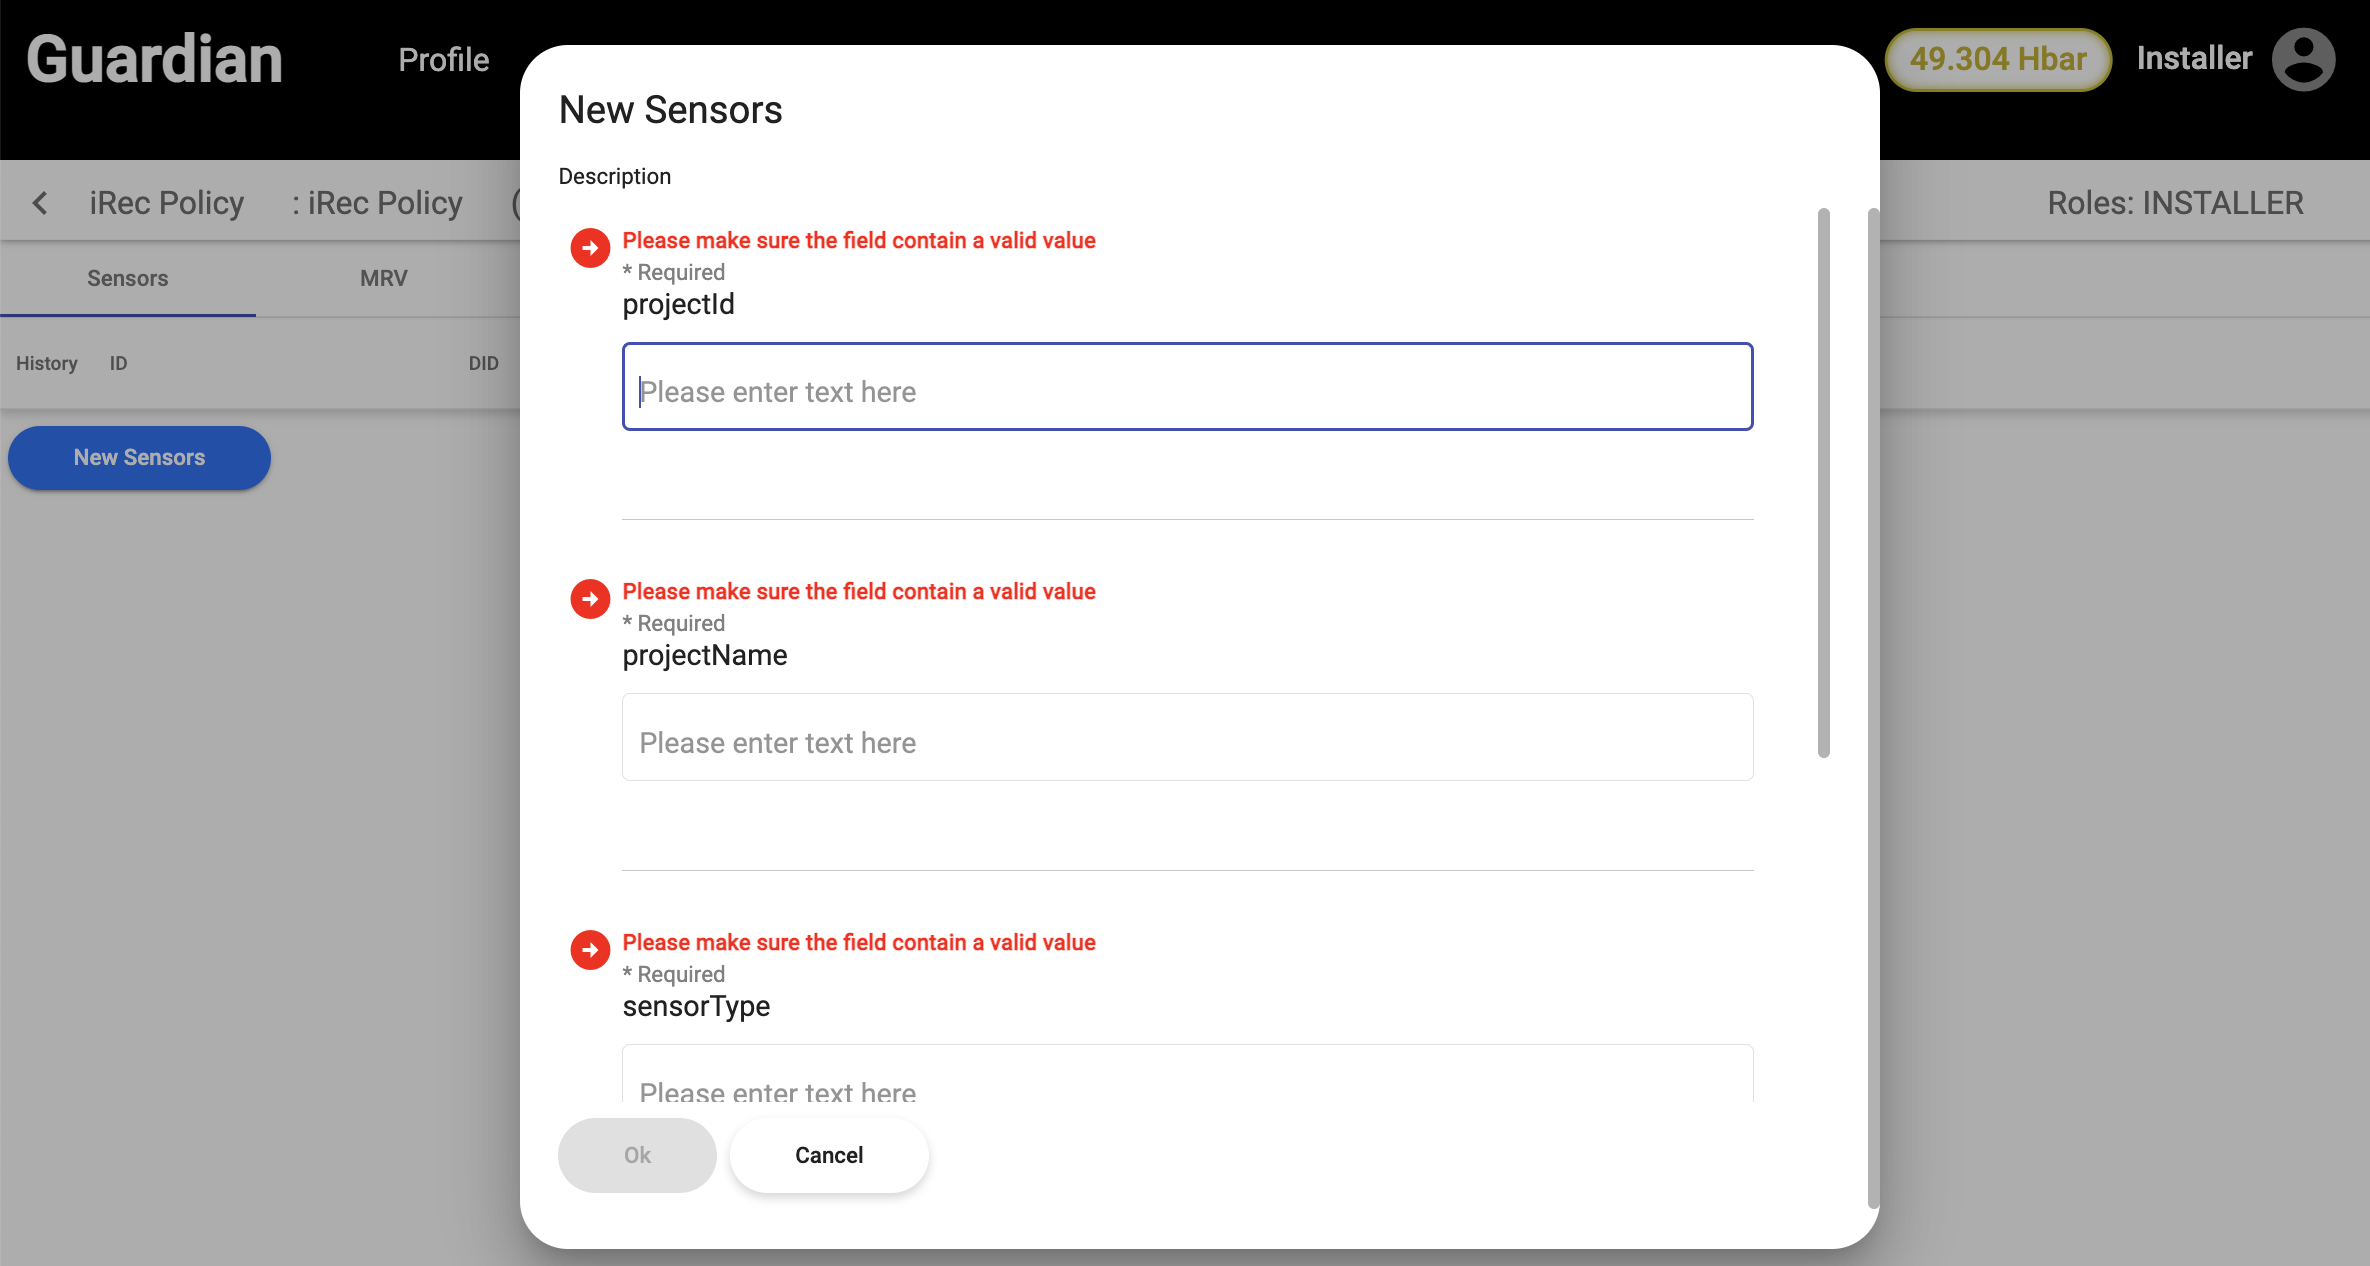 Guardian
Profile
49.304 Hbar
Installer
iRec Policy
: iRec Policy
(
Roles: INSTALLER
Sensors
MRV
History
ID
DID
New Sensors
New Sensors
Description
Please make sure the field contain a valid value
* Required
projectId
Please enter text here
Please make sure the field contain a valid value
* Required
projectName
Please enter text here
Please make sure the field contain a valid value
* Required
sensorType
Please enter text here
Ok
Cancel